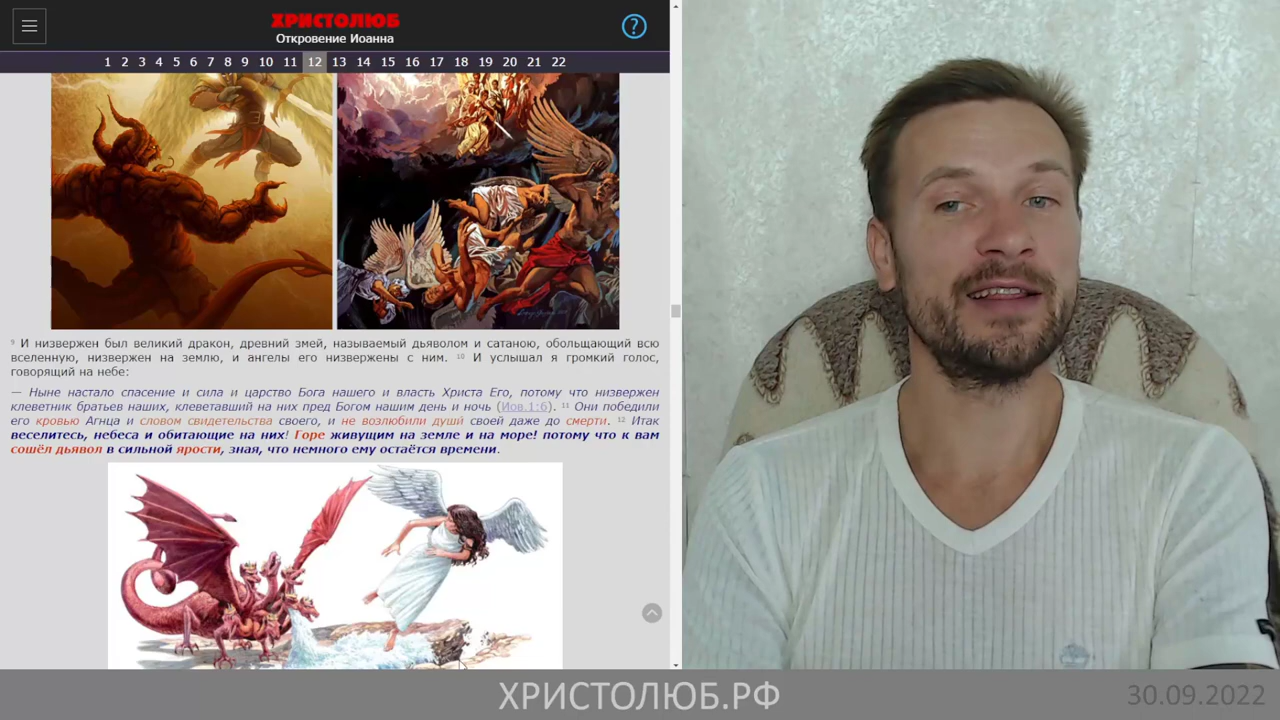 ХРИСТОЛЮБ
Откровение Иоанна
1 2 3 4 5 6 7 8 9 10 11 12 13 14 15 16 17 18 19 20 21 22
9 И низвержен был великий дракон, древний змей, называемый дьяволом и сатаною, обольщающий всю
вселенную, низвержен на землю, и ангелы его низвержены с ним. 10 И услышал я громкий голос,
говорящий на небе:
— Ныне настало спасение и сила и царство Бога нашего и власть Христа Его, потому что низвержен
клеветник братьев наших, клеветавший на них пред Богом нашим день и ночь (Иов.1:6). 11 Они победили
его кровью Агнца и словом свидетельства своего, и не возлюбили души́ своей даже до смерти. 12 Итак
веселитесь, небеса и обитающие на них! Горе живущим на земле и на море! потому что к вам
сошёл дьявол в сильной ярости, зная, что немного ему остаётся времени.
ХРИСТОЛЮБ.РФ
30.09.2022